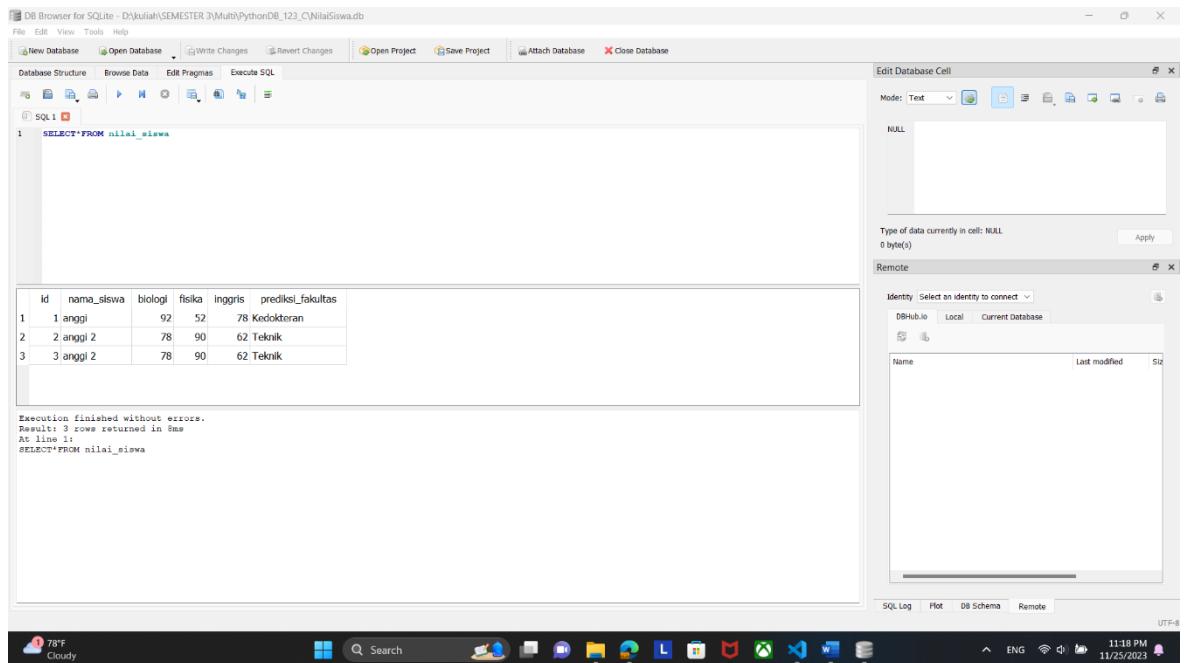 DB Browser for SQLite - D:\kuliah\SEMESTER 3\Multi\PythonDB_123_C\NilaiSiswa.db
File Edit View Tools Help
New Database Open Database Write Changes Revert Changes Open Project Save Project Attach Database Close Database
Database Structure Browse Data Edit Pragmas Execute SQL
SQL 1
1 SELECT*FROM nilai_siswa
id nama_siswa biologi fisika inggris prediksi_fakultas
1 1 anggi 92 52 78 Kedokteran
2 2 anggi 2 78 90 62 Teknik
3 3 anggi 2 78 90 62 Teknik
Execution finished without errors.
Result: 3 rows returned in 8ms
At line 1:
SELECT*FROM nilai_siswa
Edit Database Cell
Mode: Text
NULL
Type of data currently in cell: NULL
0 byte(s)
Apply
Remote
Identity Select an identity to connect
DBHub.io Local Current Database
Name Last modified Siz
SQL Log Plot DB Schema Remote
UTF-8
1 78°F
Cloudy
Search
L
W
ENG
11:18 PM
11/25/2023